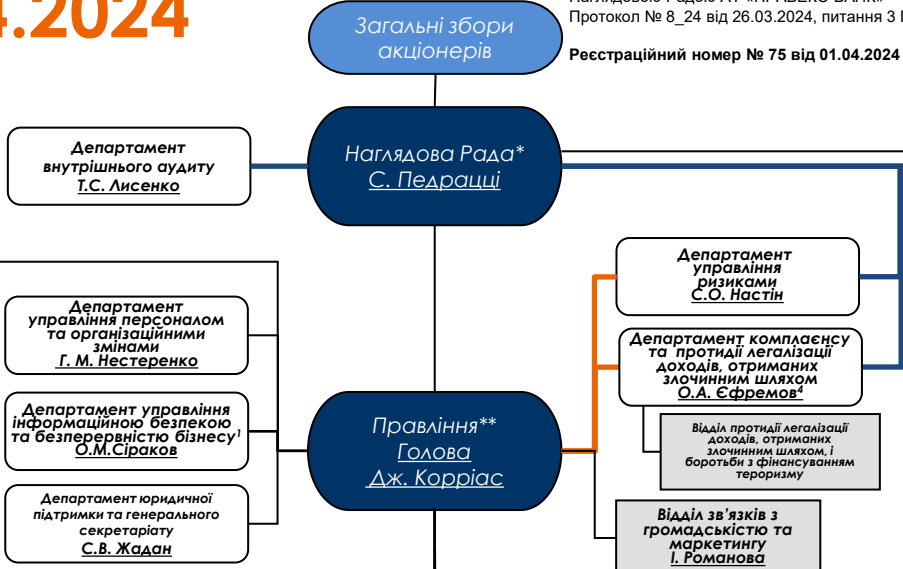 4.2024
Протокол № 8_24 від 26.03.2024, питання 3
Реєстраційний номер № 75 від 01.04.2024
Загальні збори
акціонерів
Наглядова Рада*
С. Педрацці
Департамент
внутрішнього аудиту
Т.С. Лисенко
Департамент
управління
ризиками
С.О. Настін
Департамент
управління персоналом
та організаційними
змінами
Г. М. Нестеренко
Департамент комплаєнсу
та протидії легалізації
доходів, отриманих
злочинним шляхом
О.А. Єфремов⁴
Департамент управління
інформаційною безпекою
та безперервністю бізнесу¹
О.М.Сіраков
Правління**
Голова
Дж. Корріас
Відділ протидії легалізації
доходів, отриманих
злочинним шляхом, і
боротьби з фінансуванням
тероризму
Департамент юридичної
підтримки та генерального
секретаріату
С.В. Жадан
Відділ зв'язків з
громадськістю та
маркетингу
І. Романова